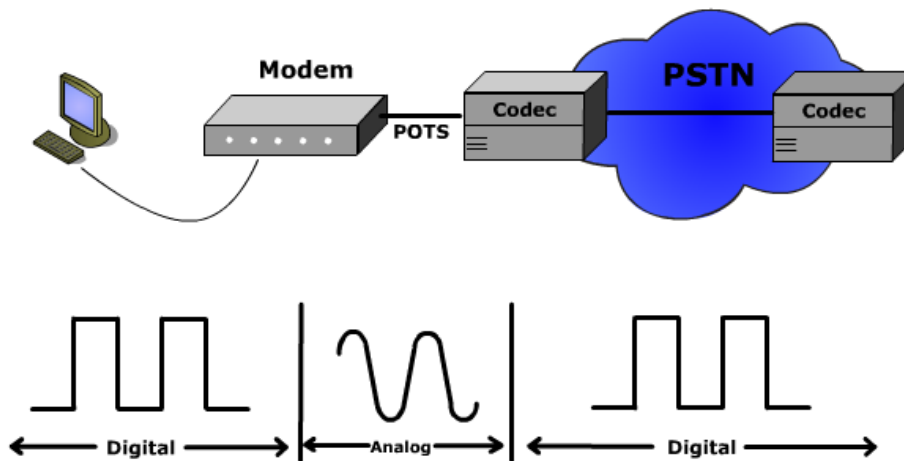 Modem
PSTN
Codec
Codec
POTS
Digital
Analog
Digital